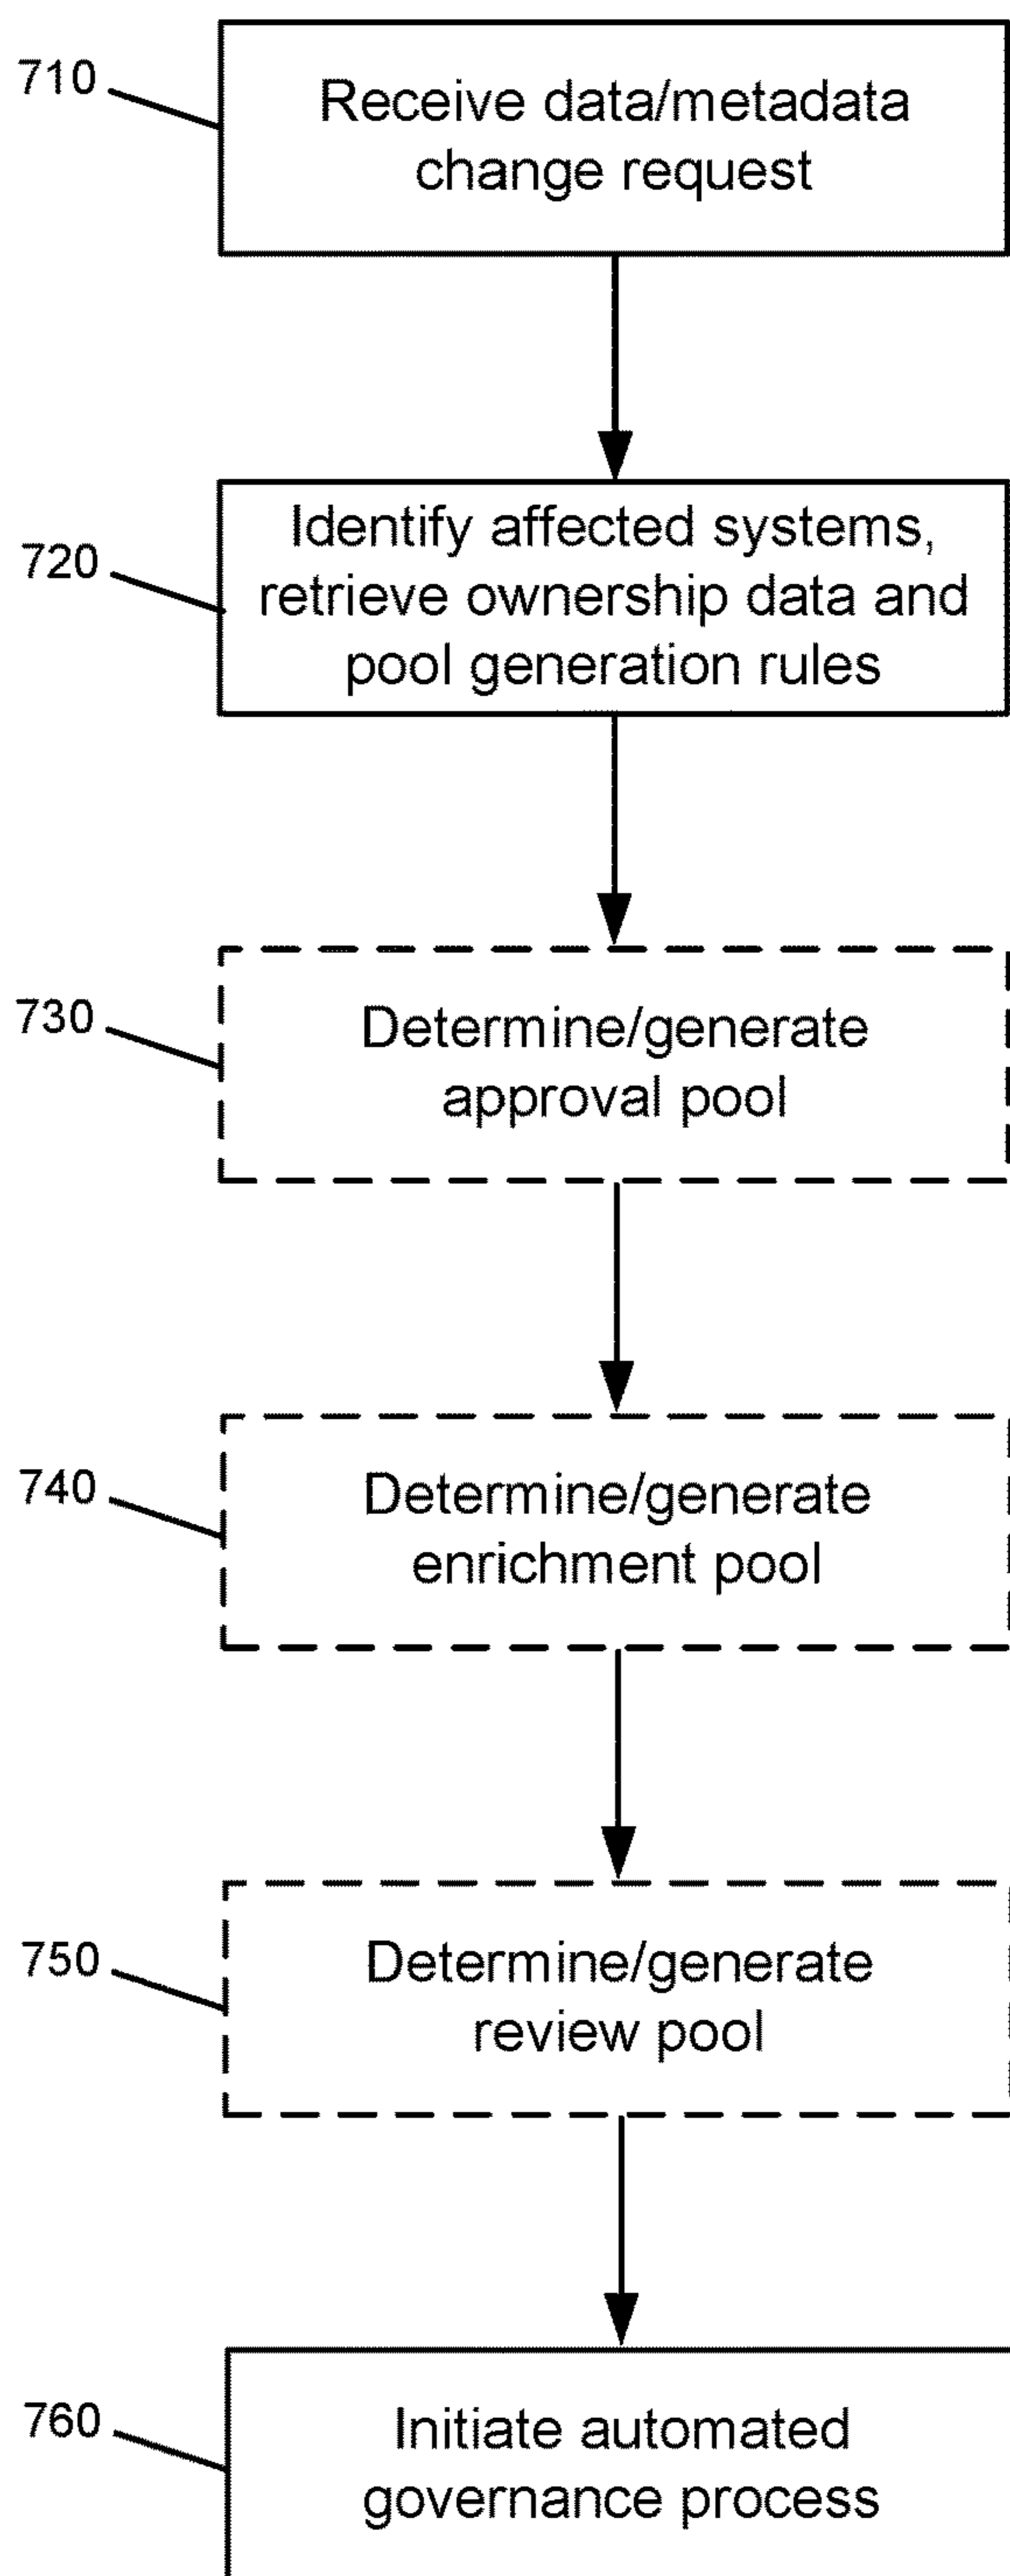 710
Receive data/metadata
change request
720
Identify affected systems,
retrieve ownership data and
pool generation rules
730
Determine/generate
approval pool
740
Determine/generate
enrichment pool
750
Determine/generate
review pool
760
Initiate automated
governance process